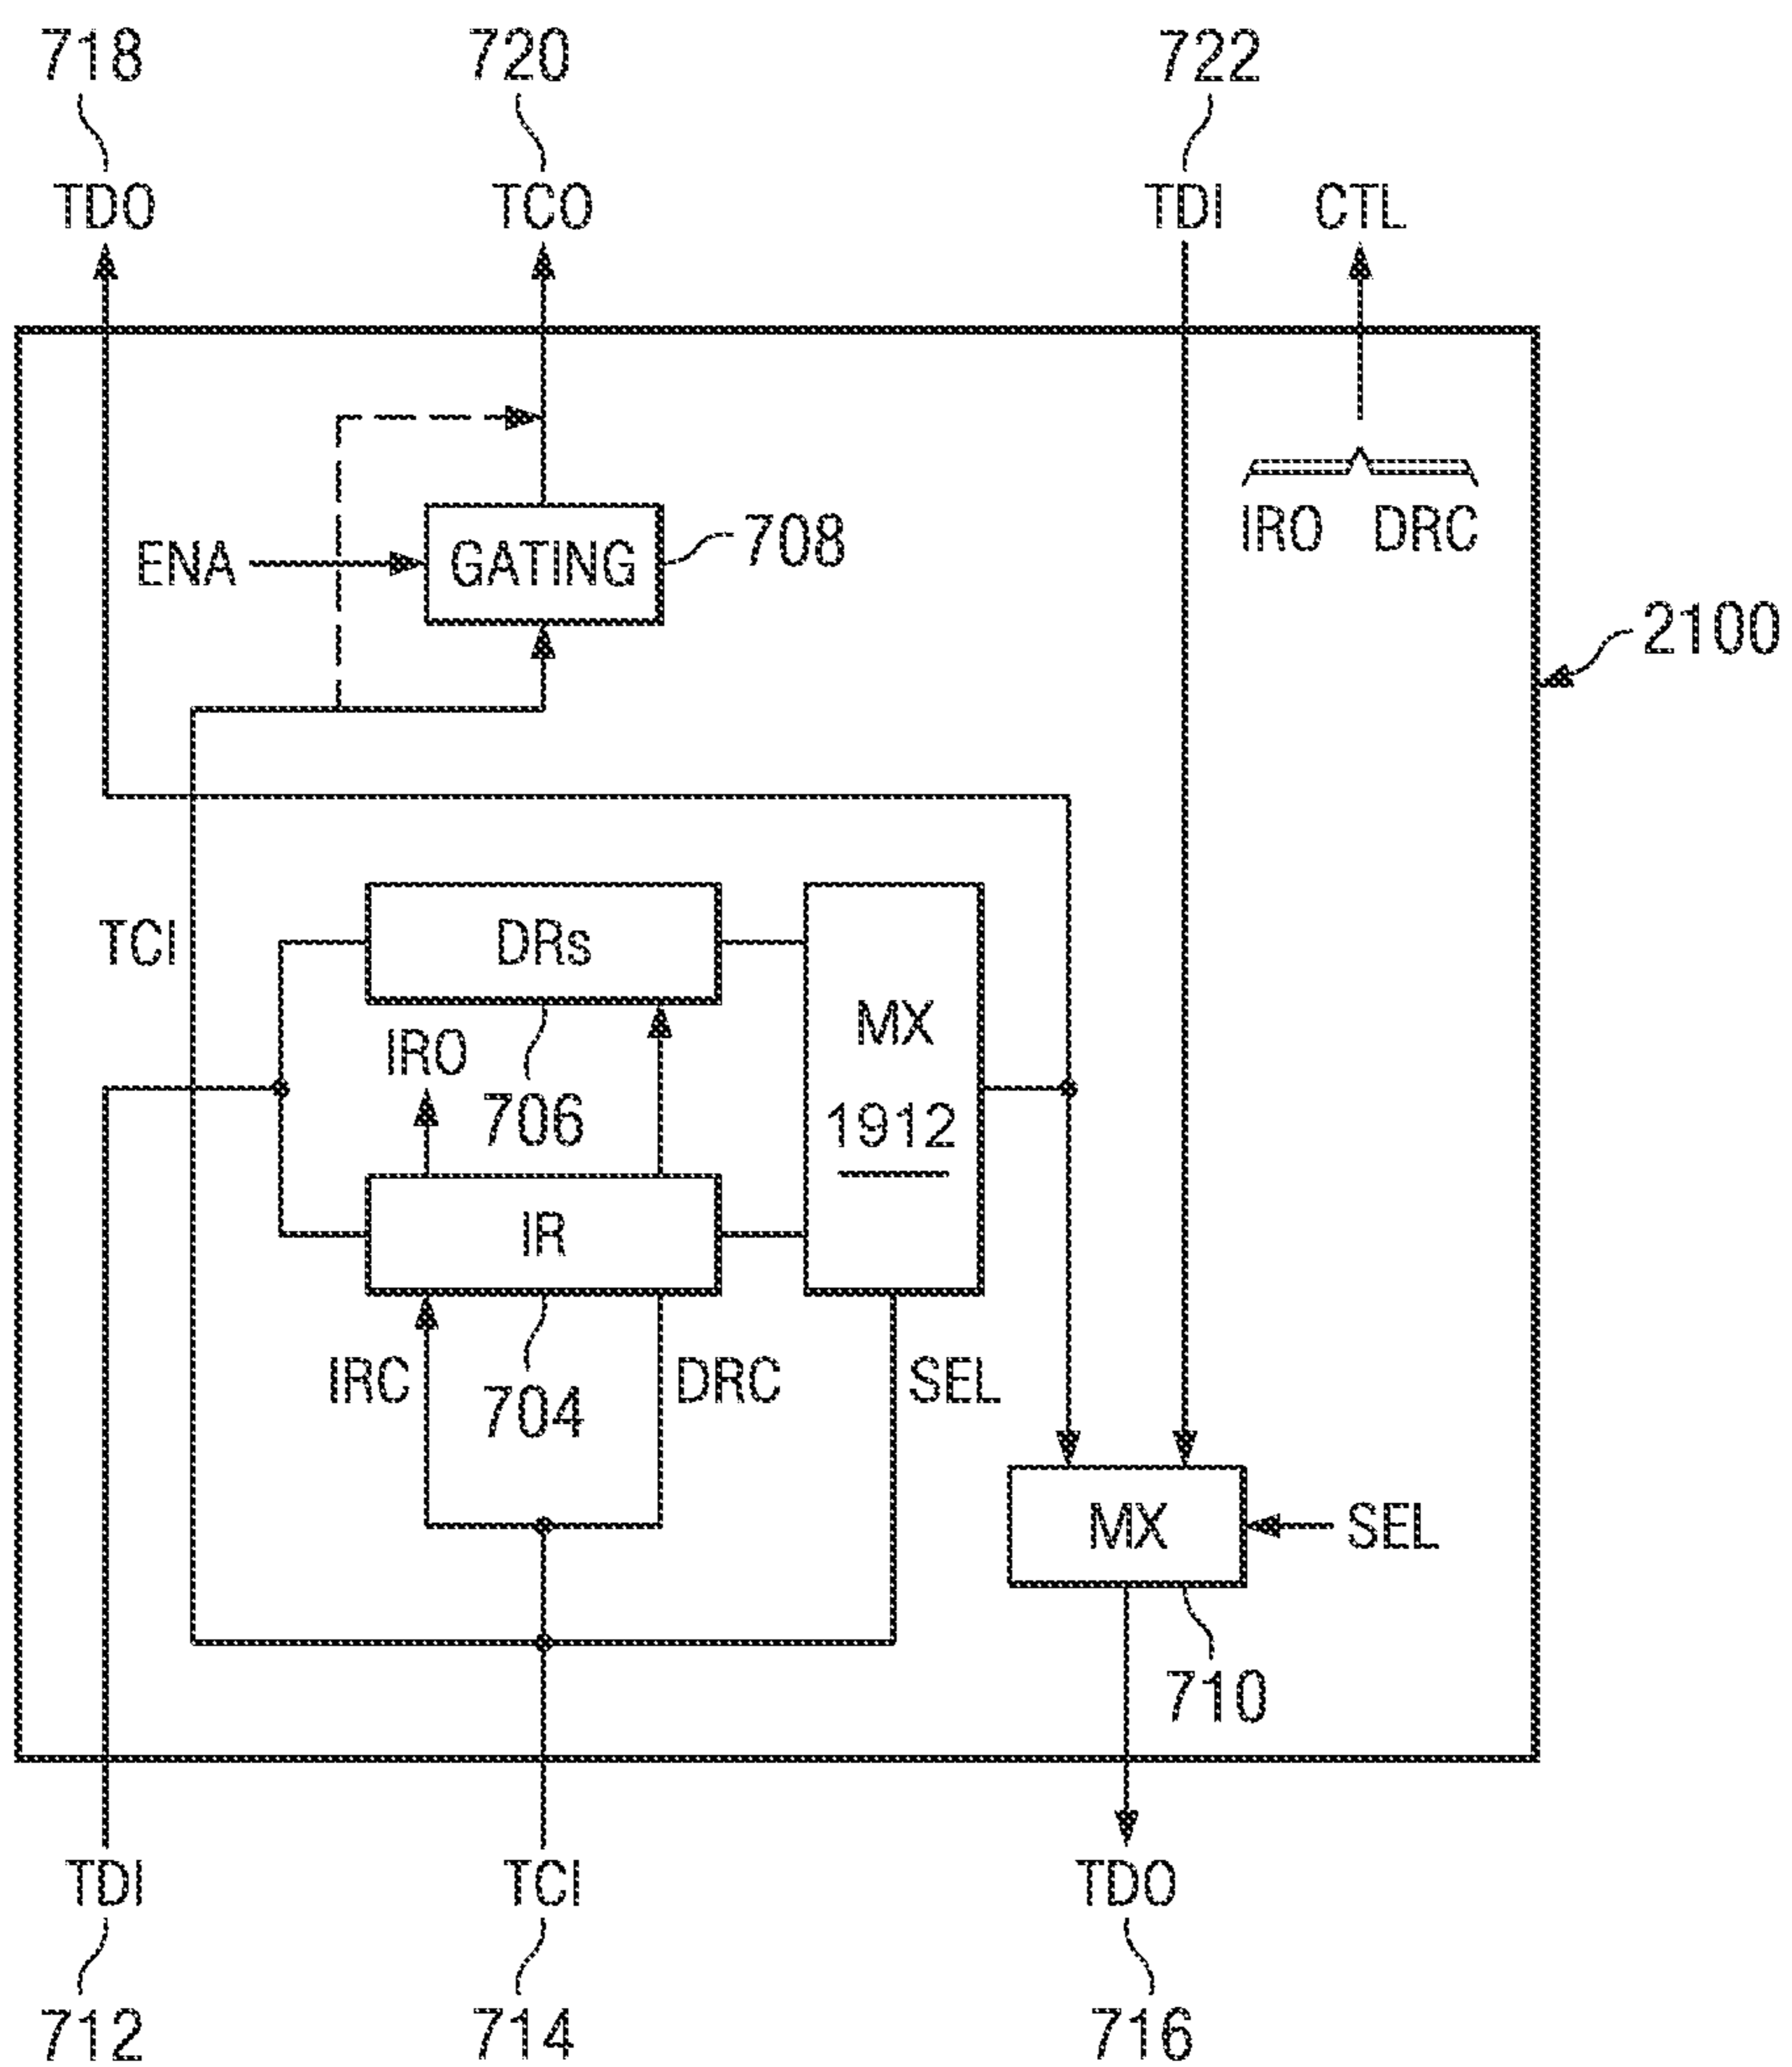 718 720 722
TDO TCO TDI CTL
IRO DRC
ENA GATING 708
2100
TCI DRs MX
IRO 706 1912
IR
IRC 704 DRC SEL
MX SEL
710
TDI TCI TDO
712 714 716